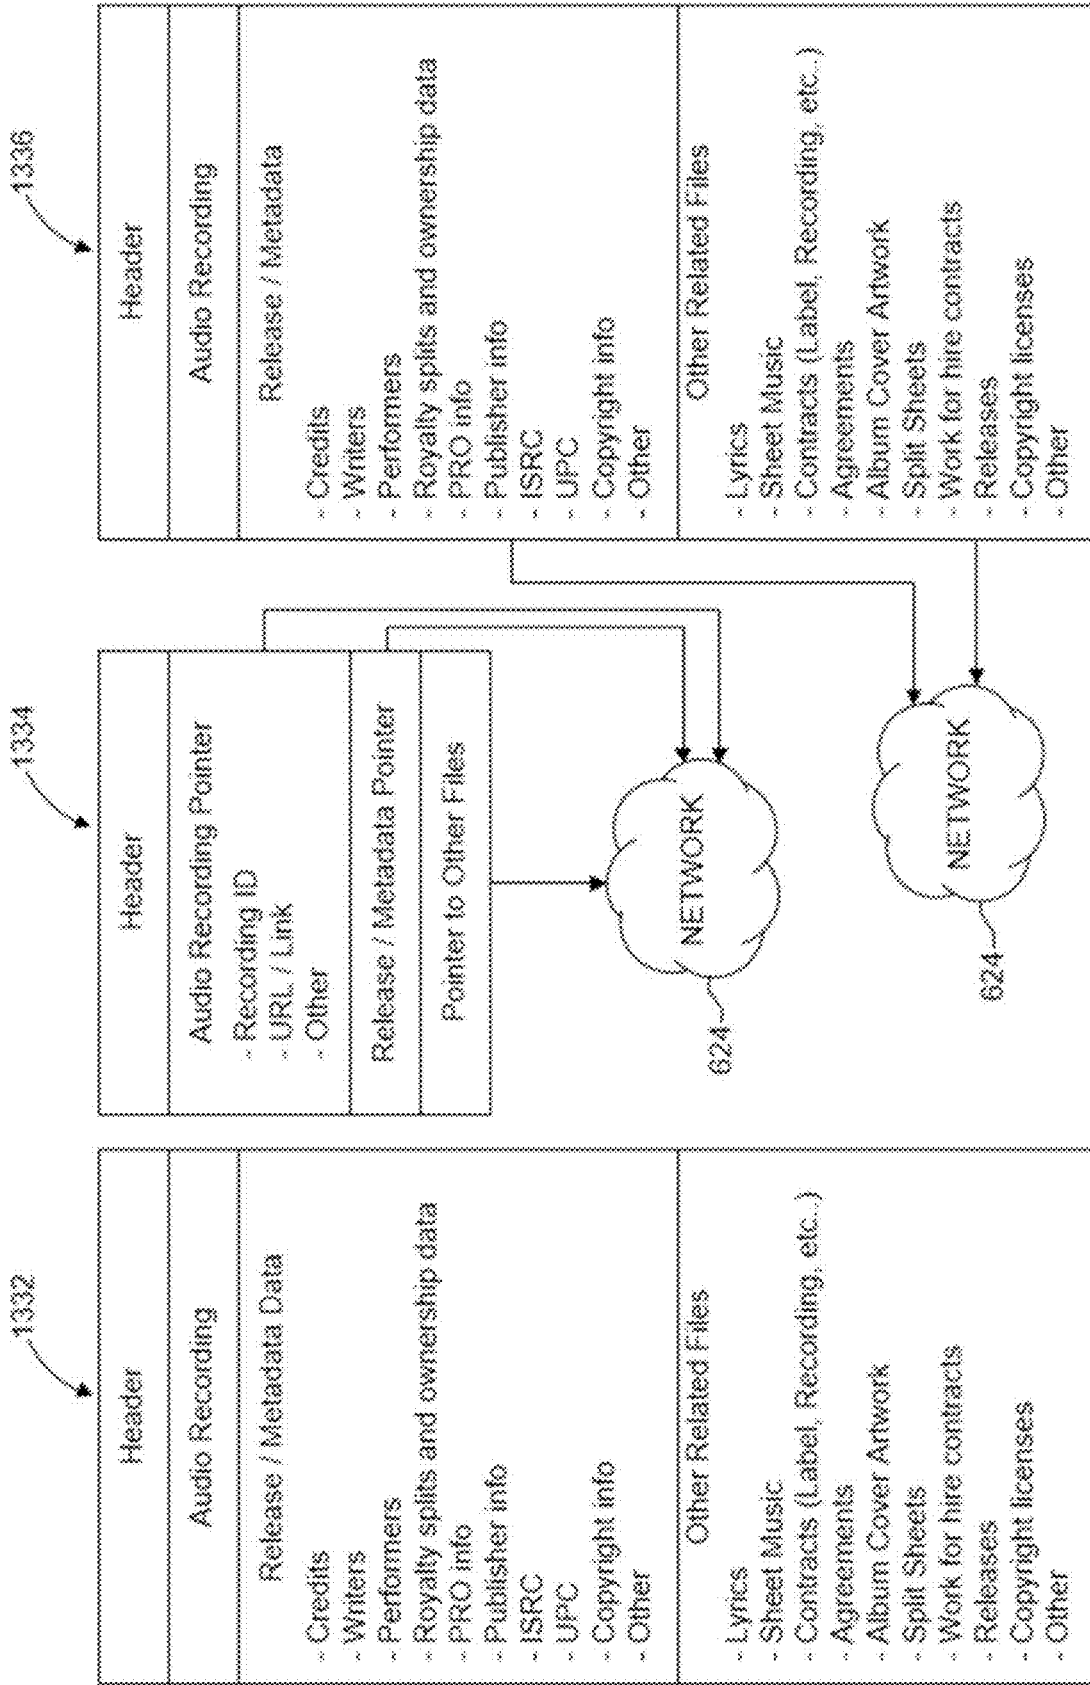 1332
Header
Audio Recording
Release / Metadata Data
- Credits
- Writers
- Performers
- Royalty splits and ownership data
- PRO info
- Publisher info
- ISRC
- UPC
- Copyright info
- Other
Other Related Files
- Lyrics
- Sheet Music
- Contracts (Label, Recording, etc..)
- Agreements
- Album Cover Artwork
- Split Sheets
- Work for hire contracts
- Releases
- Copyright licenses
- Other
1334
Header
Audio Recording Pointer
- Recording ID
- URL / Link
- Other
Release / Metadata Pointer
Pointer to Other Files
NETWORK
624
1336
Header
Audio Recording
Release / Metadata
- Credits
- Writers
- Performers
- Royalty splits and ownership data
- PRO info
- Publisher info
- ISRC
- UPC
- Copyright info
- Other
Other Related Files
- Lyrics
- Sheet Music
- Contracts (Label, Recording, etc..)
- Agreements
- Album Cover Artwork
- Split Sheets
- Work for hire contracts
- Releases
- Copyright licenses
- Other
NETWORK
624